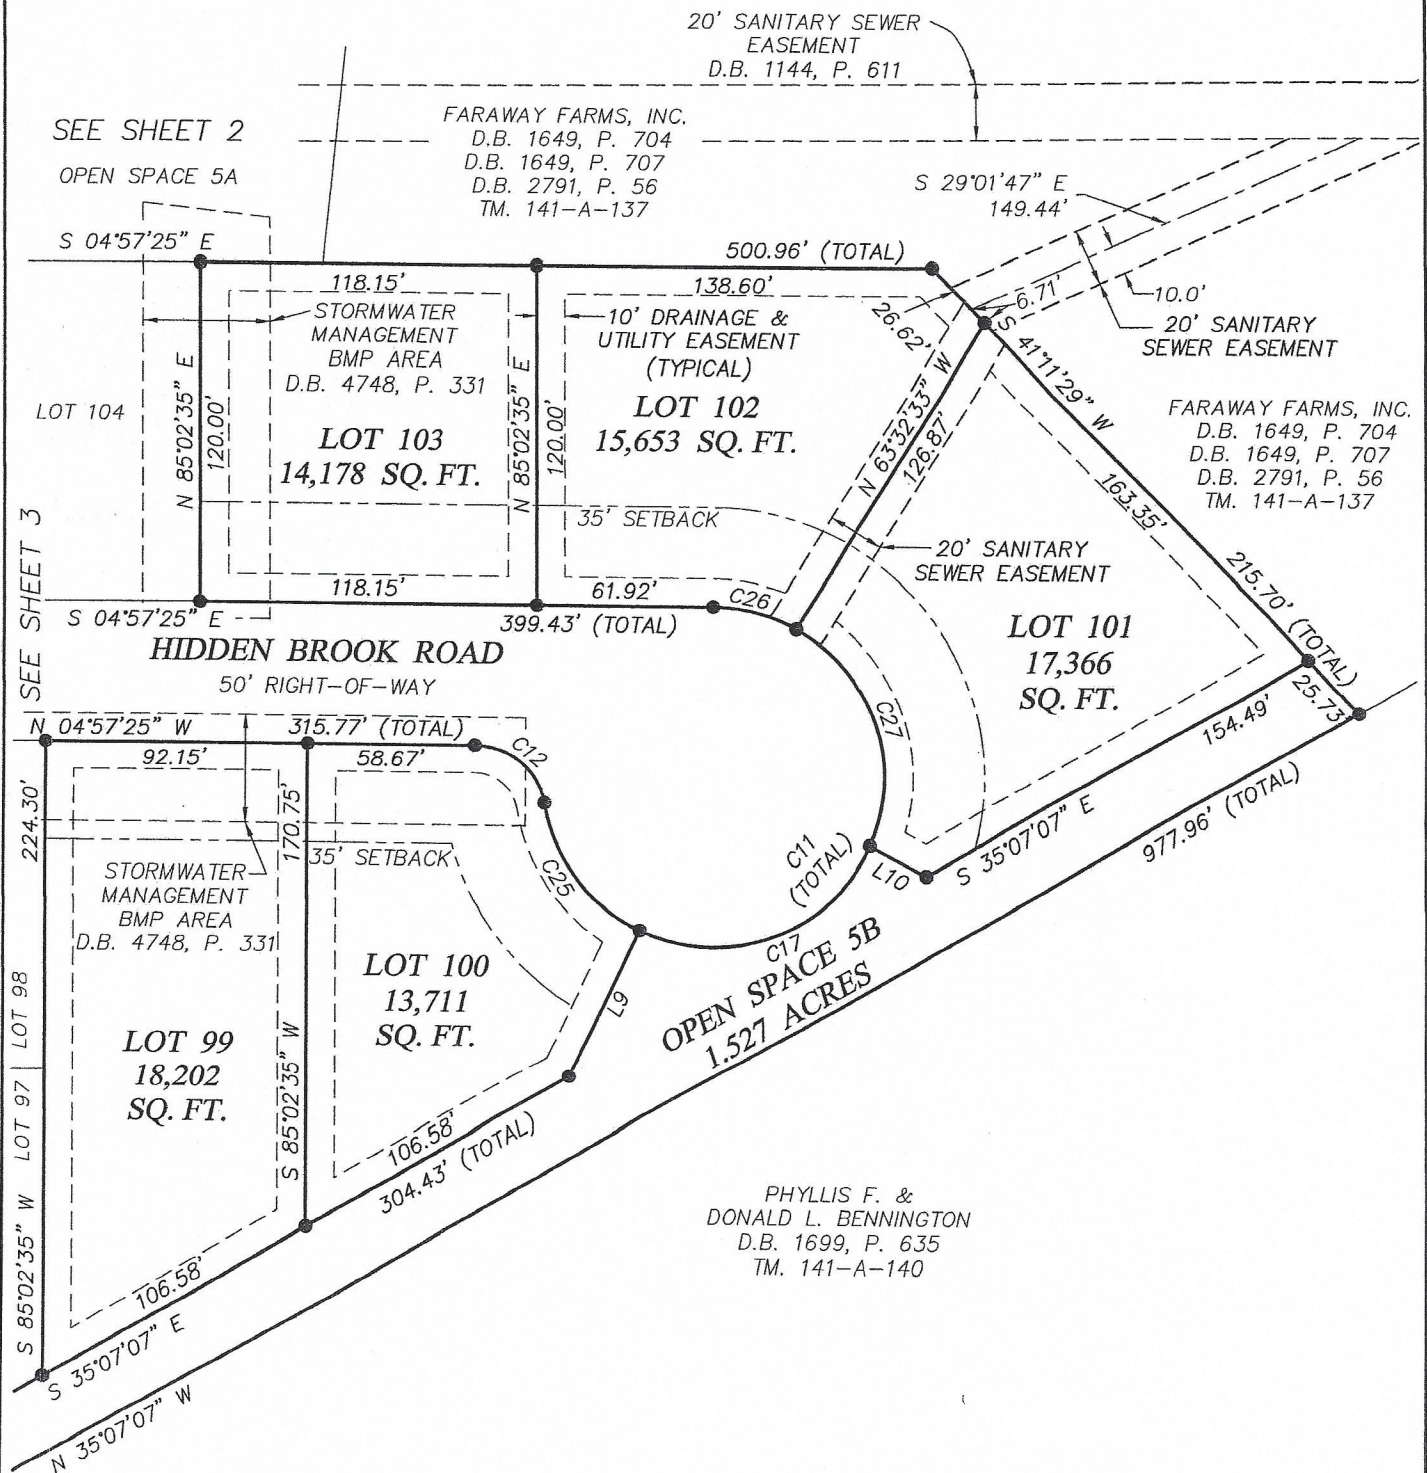 20' SANITARY SEWER
EASEMENT
D.B. 1144, P. 611
SEE SHEET 2
OPEN SPACE 5A
FARAWAY FARMS, INC.
D.B. 1649, P. 704
D.B. 1649, P. 707
D.B. 2791, P. 56
TM. 141-A-137
S 29°01'47" E
149.44'
S 04°57'25" E
500.96' (TOTAL)
118.15'
138.60'
26.62'
6.71'
10.0'
20' SANITARY
SEWER EASEMENT
STORMWATER
MANAGEMENT
BMP AREA
D.B. 4748, P. 331
10' DRAINAGE &
UTILITY EASEMENT
(TYPICAL)
LOT 104
N 85°02'35" E
120.00'
LOT 103
14,178 SQ. FT.
N 85°02'35" E
120.00'
LOT 102
15,653 SQ. FT.
N 63°32'33" W
126.87'
S 41°11'29" W
163.35'
FARAWAY FARMS, INC.
D.B. 1649, P. 704
D.B. 1649, P. 707
D.B. 2791, P. 56
TM. 141-A-137
35' SETBACK
20' SANITARY
SEWER EASEMENT
215.70' (TOTAL)
SEE SHEET 3
118.15'
61.92'
C26
S 04°57'25" E
399.43' (TOTAL)
LOT 101
17,366
SQ. FT.
HIDDEN BROOK ROAD
50' RIGHT-OF-WAY
25.73'
C27
154.49'
N 04°57'25" W
315.77' (TOTAL)
C12
92.15'
58.67'
224.30'
170.75'
35' SETBACK
C11
(TOTAL)
L10
S 35°07'07" E
977.96' (TOTAL)
STORMWATER
MANAGEMENT
BMP AREA
D.B. 4748, P. 331
C25
C17
LOT 100
13,711
SQ. FT.
L9
OPEN SPACE 5B
1.527 ACRES
LOT 97 | LOT 98
LOT 99
18,202
SQ. FT.
S 85°02'35" W
106.58'
304.43' (TOTAL)
PHYLLIS F. &
DONALD L. BENNINGTON
D.B. 1699, P. 635
TM. 141-A-140
S 85°02'35" W
106.58'
S 35°07'07" E
N 35°07'07" W